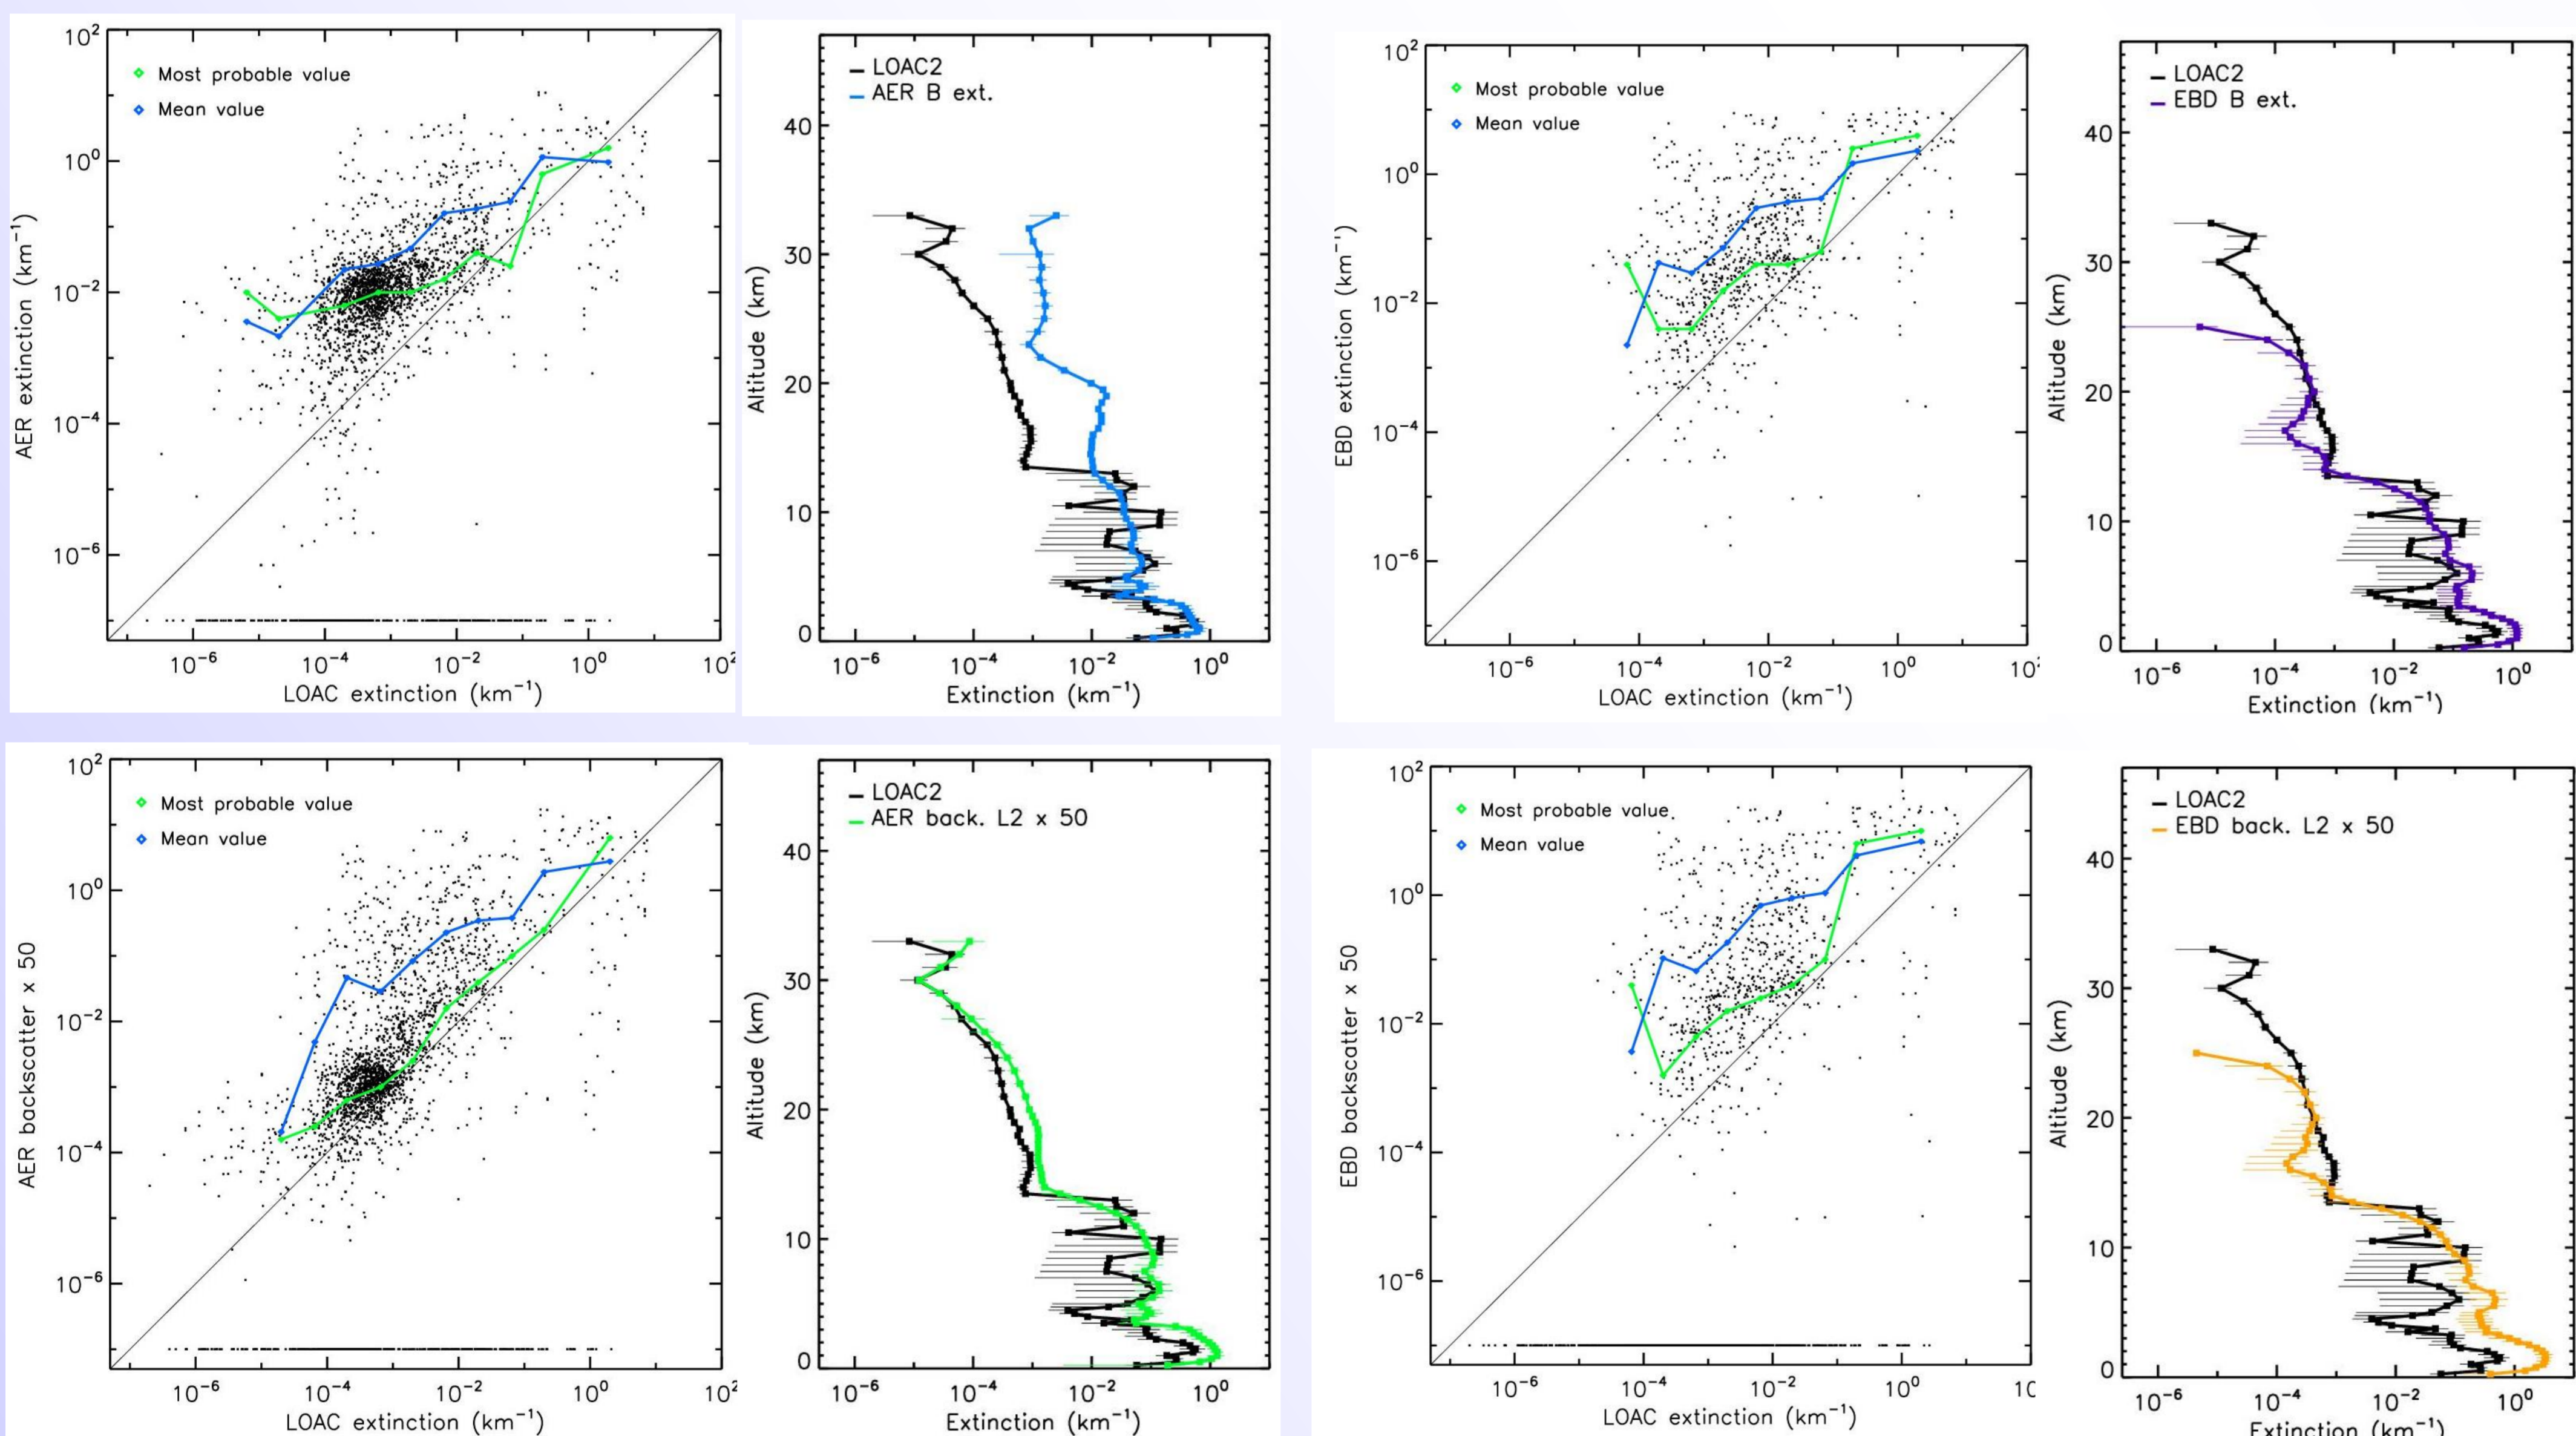 10²
Most probable value
Mean value
10⁰
10⁻²
10⁻⁴
10⁻⁶
AER extinction (km⁻¹)
10⁻⁶ 10⁻⁴ 10⁻² 10⁰ 10²
LOAC extinction (km⁻¹)
LOAC2
AER B ext.
40
30
20
10
0
Altitude (km)
10⁻⁶ 10⁻⁴ 10⁻² 10⁰
Extinction (km⁻¹)
10²
Most probable value
Mean value
10⁰
10⁻²
10⁻⁴
10⁻⁶
EBD extinction (km⁻¹)
10⁻⁶ 10⁻⁴ 10⁻² 10⁰ 10
LOAC extinction (km⁻¹)
LOAC2
EBD B ext.
40
30
20
10
0
Altitude (km)
10⁻⁶ 10⁻⁴ 10⁻² 10⁰
Extinction (km⁻¹)
10²
Most probable value
Mean value
10⁰
10⁻²
10⁻⁴
10⁻⁶
AER backscatter x 50
10⁻⁶ 10⁻⁴ 10⁻² 10⁰ 10²
LOAC extinction (km⁻¹)
LOAC2
AER back. L2 x 50
40
30
20
10
0
Altitude (km)
10⁻⁶ 10⁻⁴ 10⁻² 10⁰
Extinction (km⁻¹)
10²
Most probable value
Mean value
10⁰
10⁻²
10⁻⁴
10⁻⁶
EBD backscatter x 50
10⁻⁶ 10⁻⁴ 10⁻² 10⁰ 10
LOAC extinction (km⁻¹)
LOAC2
EBD back. L2 x 50
40
30
20
10
0
Altitude (km)
10⁻⁶ 10⁻⁴ 10⁻² 10⁰
Extinction (km⁻¹)